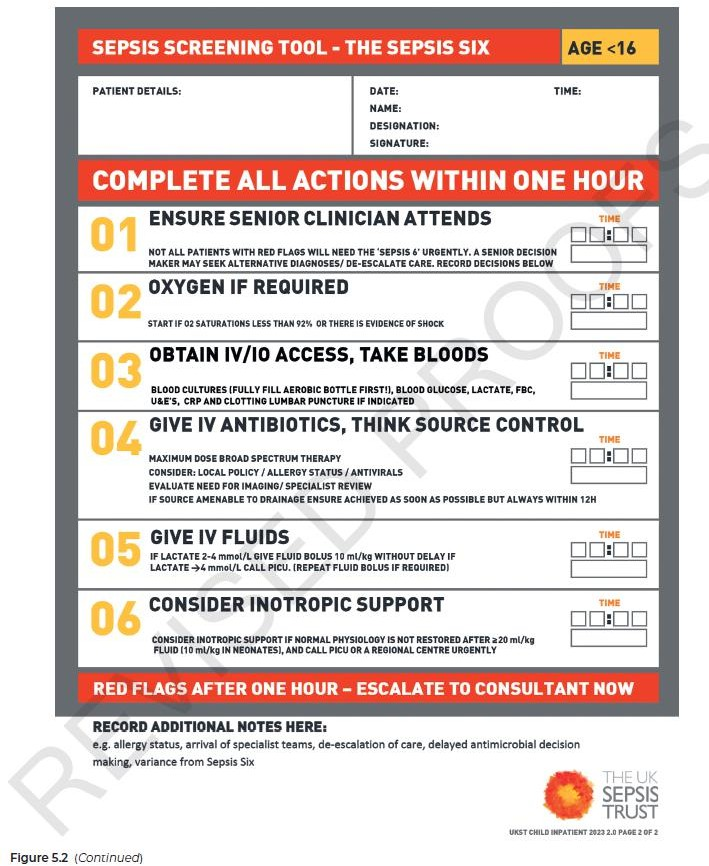 SEPSIS SCREENING TOOL - THE SEPSIS SIX
AGE <16
PATIENT DETAILS:
DATE:
TIME:
NAME:
DESIGNATION:
SIGNATURE:
COMPLETE ALL ACTIONS WITHIN ONE HOUR
01
ENSURE SENIOR CLINICIAN ATTENDS
TIME
NOT ALL PATIENTS WITH RED FLAGS WILL NEED THE 'SEPSIS 6' URGENTLY. A SENIOR DECISION
MAKER MAY SEEK ALTERNATIVE DIAGNOSES/ DE-ESCALATE CARE. RECORD DECISIONS BELOW
02
OXYGEN IF REQUIRED
TIME
START IF O2 SATURATIONS LESS THAN 92% OR THERE IS EVIDENCE OF SHOCK
03
OBTAIN IV/IO ACCESS, TAKE BLOODS
TIME
BLOOD CULTURES (FULLY FILL AEROBIC BOTTLE FIRST!), BLOOD GLUCOSE, LACTATE, FBC,
U&E'S, CRP AND CLOTTING LUMBAR PUNCTURE IF INDICATED
04
GIVE IV ANTIBIOTICS, THINK SOURCE CONTROL
TIME
MAXIMUM DOSE BROAD SPECTRUM THERAPY
CONSIDER: LOCAL POLICY / ALLERGY STATUS / ANTIVIRALS
EVALUATE NEED FOR IMAGING/ SPECIALIST REVIEW
IF SOURCE AMENABLE TO DRAINAGE ENSURE ACHIEVED AS SOON AS POSSIBLE BUT ALWAYS WITHIN 12H
05
GIVE IV FLUIDS
TIME
IF LACTATE 2-4 mmol/L GIVE FLUID BOLUS 10 ml/kg WITHOUT DELAY IF
LACTATE →4 mmol/L CALL PICU. (REPEAT FLUID BOLUS IF REQUIRED)
06
CONSIDER INOTROPIC SUPPORT
TIME
CONSIDER INOTROPIC SUPPORT IF NORMAL PHYSIOLOGY IS NOT RESTORED AFTER ≥20 ml/kg
FLUID (10 ml/kg IN NEONATES), AND CALL PICU OR A REGIONAL CENTRE URGENTLY
RED FLAGS AFTER ONE HOUR – ESCALATE TO CONSULTANT NOW
RECORD ADDITIONAL NOTES HERE:
e.g. allergy status, arrival of specialist teams, de-escalation of care, delayed antimicrobial decision
making, variance from Sepsis Six
THE UK
SEPSIS
TRUST
UKST CHILD INPATIENT 2023 2.0 PAGE 2 OF 2
Figure 5.2 (Continued)
REVISED PROOFS